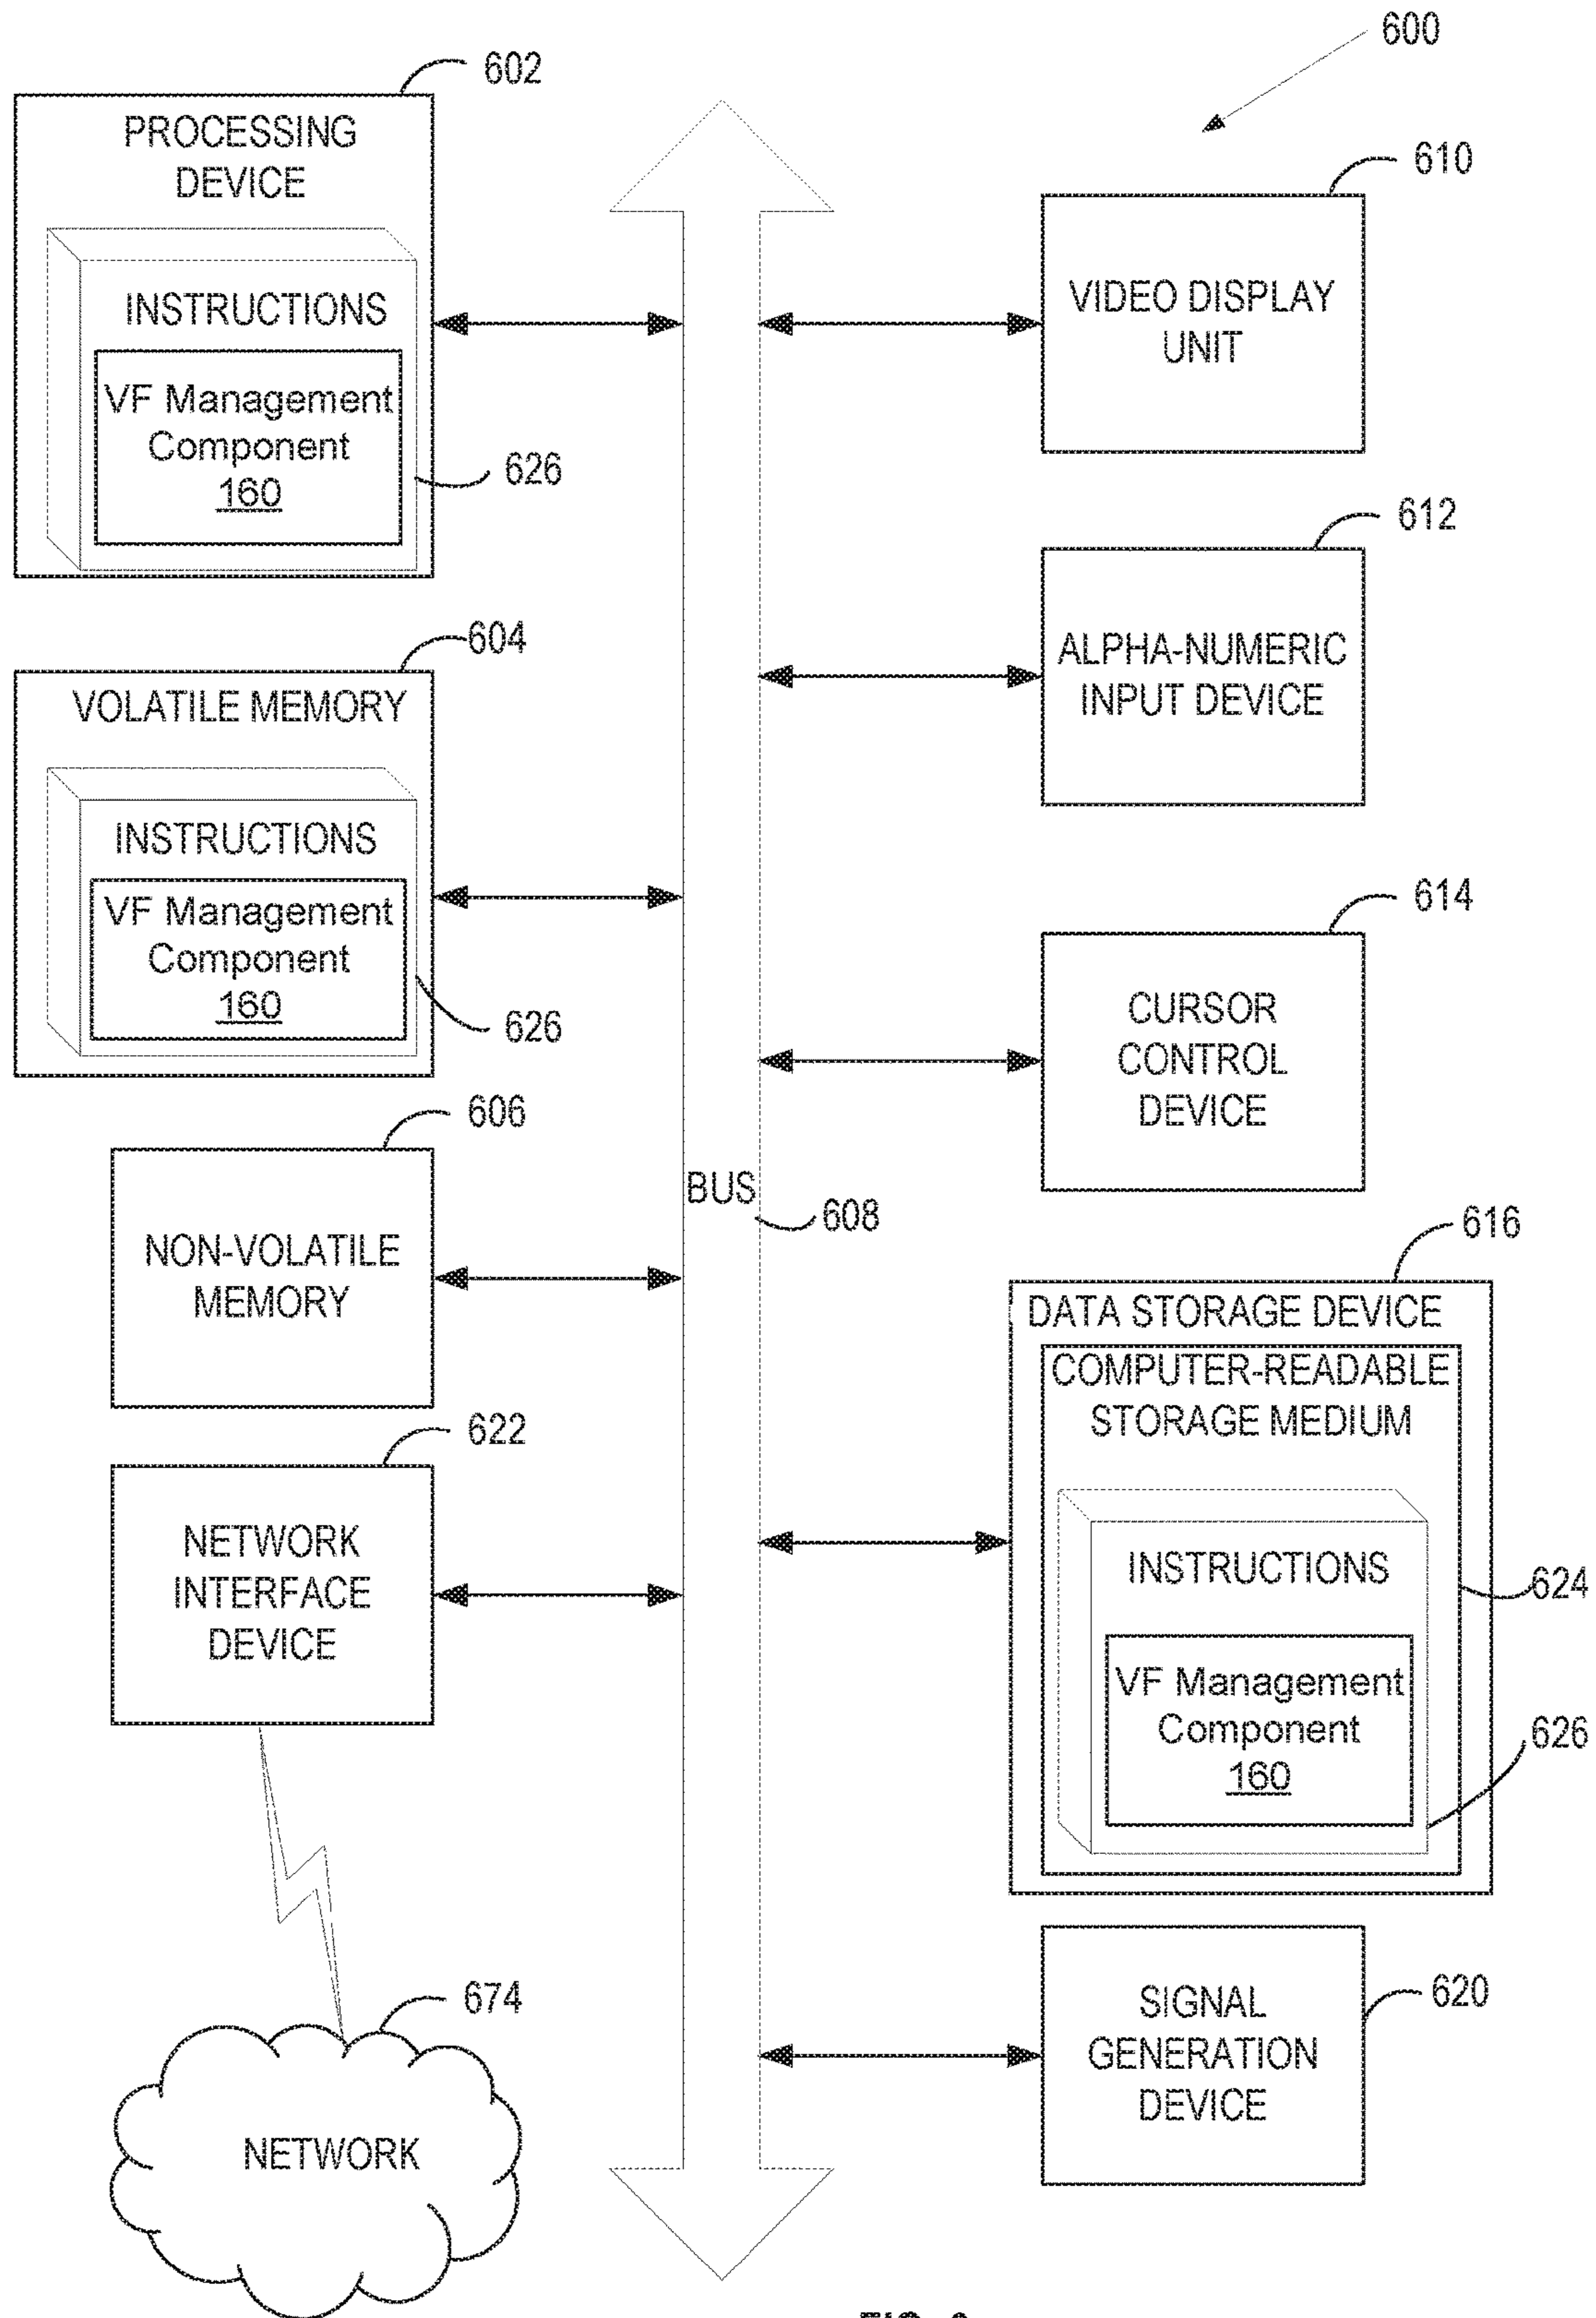 600
602
PROCESSING
DEVICE
INSTRUCTIONS
VF Management
Component
160
626
604
VOLATILE MEMORY
INSTRUCTIONS
VF Management
Component
160
626
606
NON-VOLATILE
MEMORY
622
NETWORK
INTERFACE
DEVICE
674
NETWORK
BUS
608
610
VIDEO DISPLAY
UNIT
612
ALPHA-NUMERIC
INPUT DEVICE
614
CURSOR
CONTROL
DEVICE
616
DATA STORAGE DEVICE
COMPUTER-READABLE
STORAGE MEDIUM
INSTRUCTIONS
624
VF Management
Component
160
626
SIGNAL
GENERATION
DEVICE
620